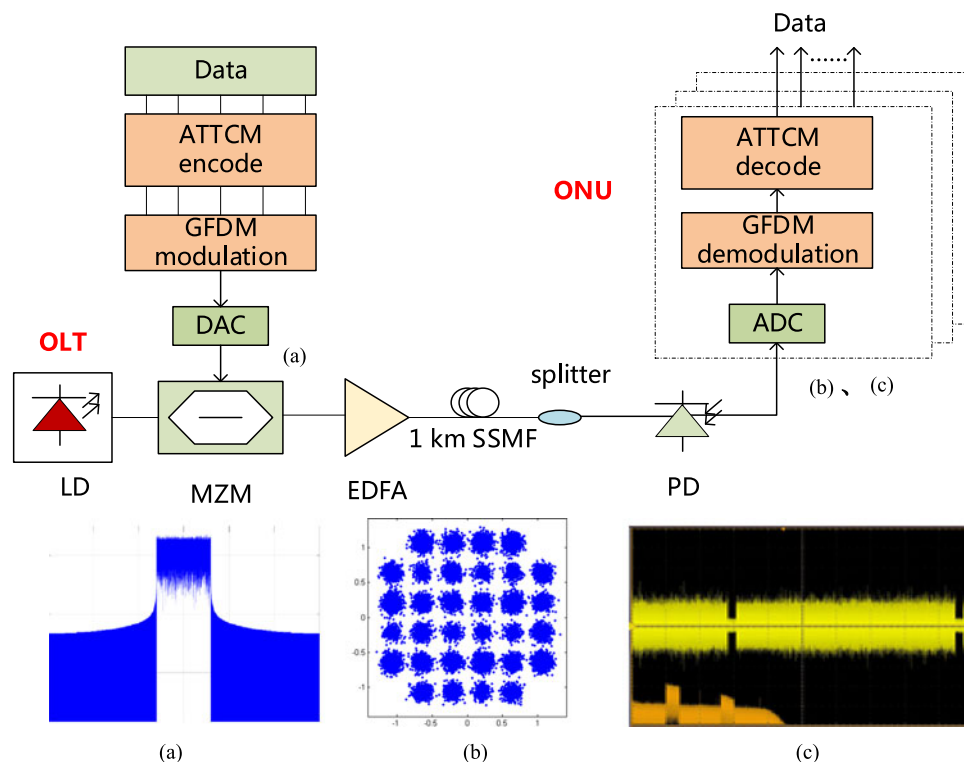 Data
ATTCM
encode
GFDM
modulation
DAC
(a)
OLT
LD
MZM
EDFA
1 km SSMF
splitter
PD
ONU
Data
ATTCM
decode
GFDM
demodulation
ADC
(b) 、 (c)
1
0.5
0
-0.5
-1
-1
-0.5
0
0.5
1
(a)
(b)
(c)